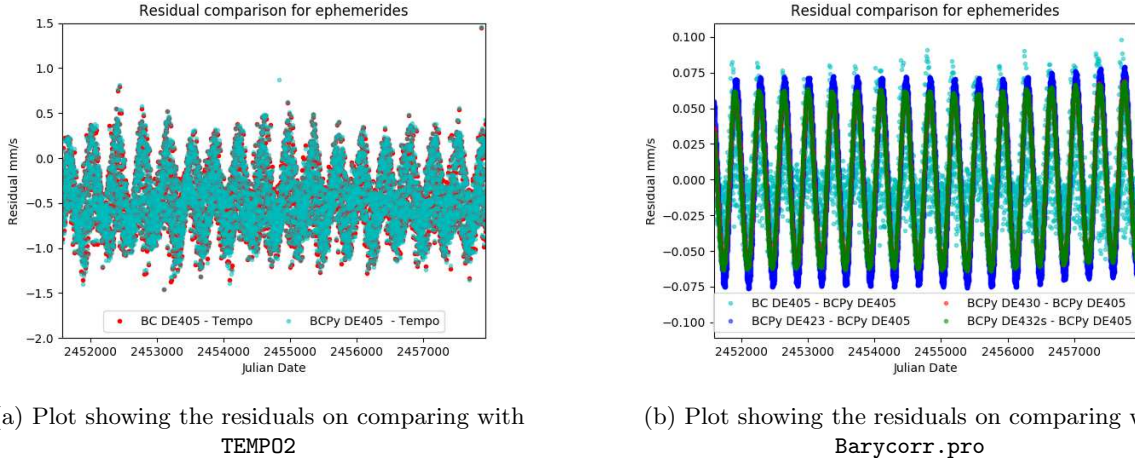 Residual comparison for ephemerides
1.5
1.0
0.5
0.0
−0.5
−1.0
−1.5
−2.0
Residual mm/s
BC DE405 - Tempo
BCPy DE405 - Tempo
2452000 2453000 2454000 2455000 2456000 2457000
Julian Date
a) Plot showing the residuals on comparing with
TEMPO2
Residual comparison for ephemerides
0.100
0.075
0.050
0.025
0.000
−0.025
−0.050
−0.075
−0.100
Residual mm/s
BC DE405 - BCPy DE405
BCPy DE423 - BCPy DE405
BCPy DE430 - BCPy DE405
BCPy DE432s - BCPy DE405
2452000 2453000 2454000 2455000 2456000 2457000
Julian Date
(b) Plot showing the residuals on comparing w
Barycorr.pro